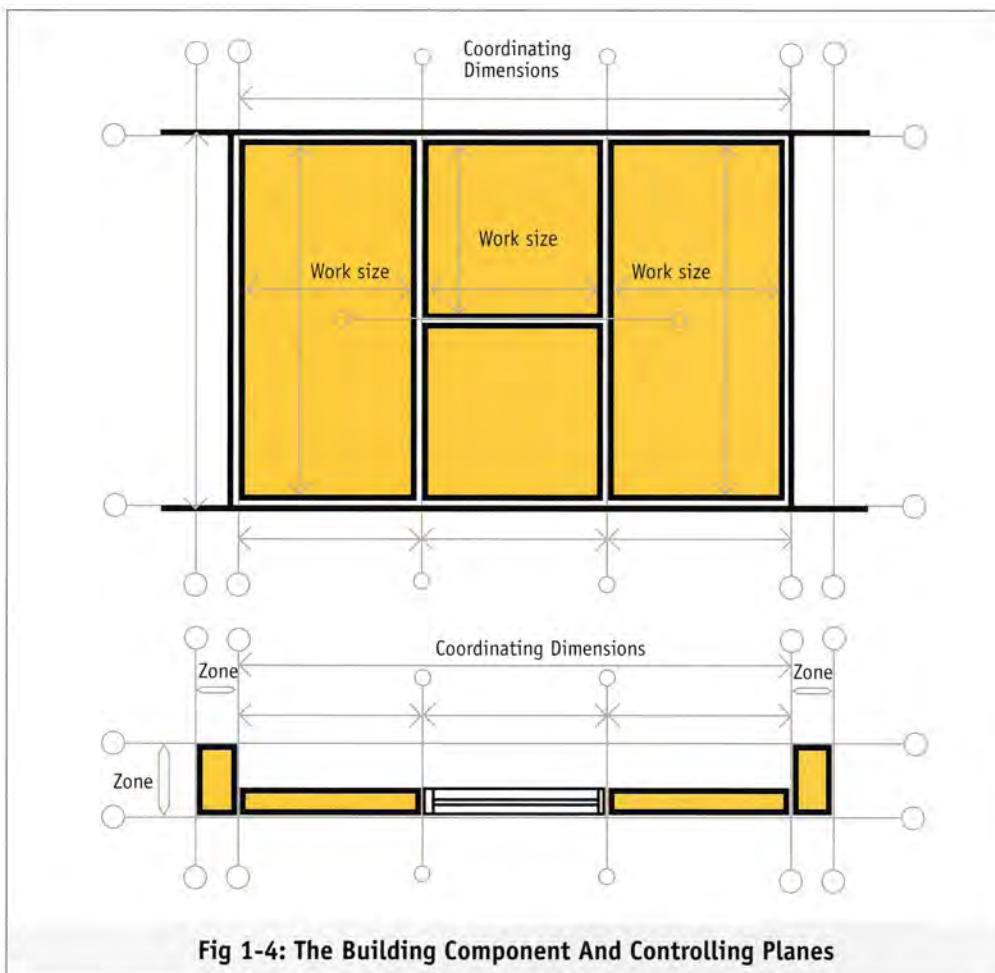 Coordinating
Dimensions
Work size
Work size
Work size
Coordinating Dimensions
Zone
Zone
Zone
Fig 1-4: The Building Component And Controlling Planes